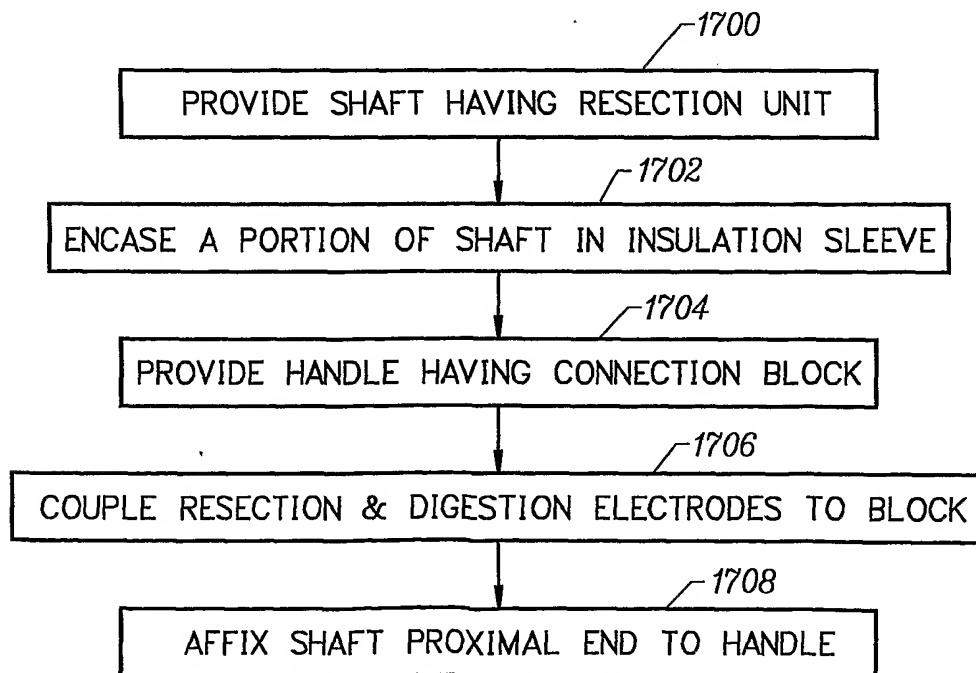 1700
PROVIDE SHAFT HAVING RESECTION UNIT
1702
ENCASE A PORTION OF SHAFT IN INSULATION SLEEVE
1704
PROVIDE HANDLE HAVING CONNECTION BLOCK
1706
COUPLE RESECTION & DIGESTION ELECTRODES TO BLOCK
1708
AFFIX SHAFT PROXIMAL END TO HANDLE